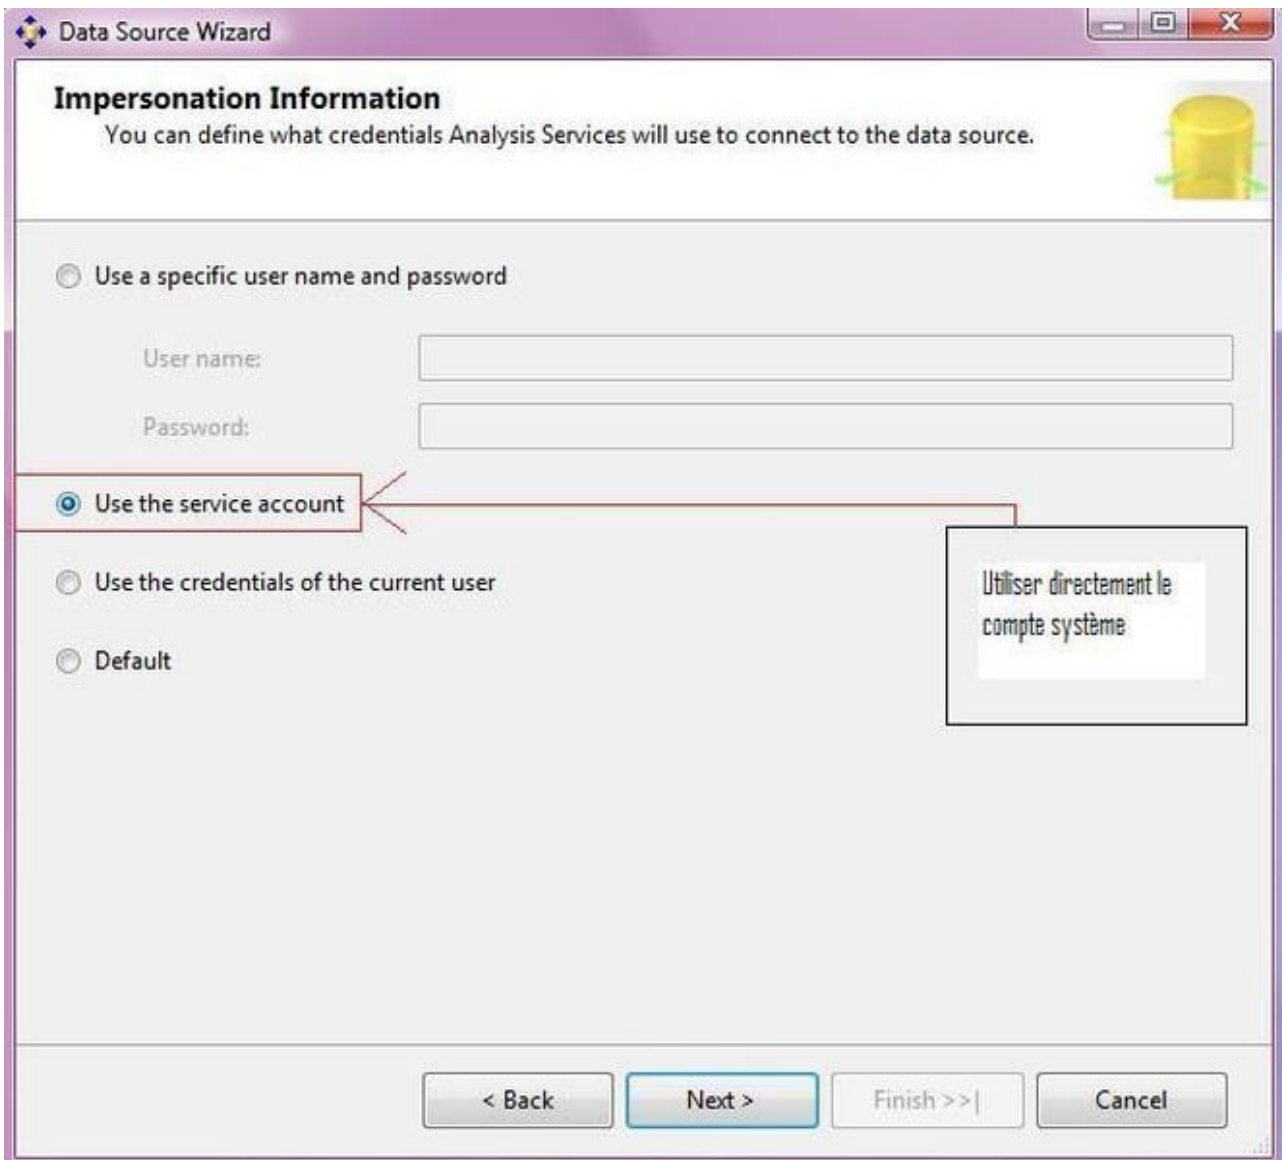 Data Source Wizard
Impersonation Information
You can define what credentials Analysis Services will use to connect to the data source.
Use a specific user name and password
User name:
Password:
Use the service account
Use the credentials of the current user
Default
Utiliser directement le
compte système
< Back
Next >
Finish >>|
Cancel